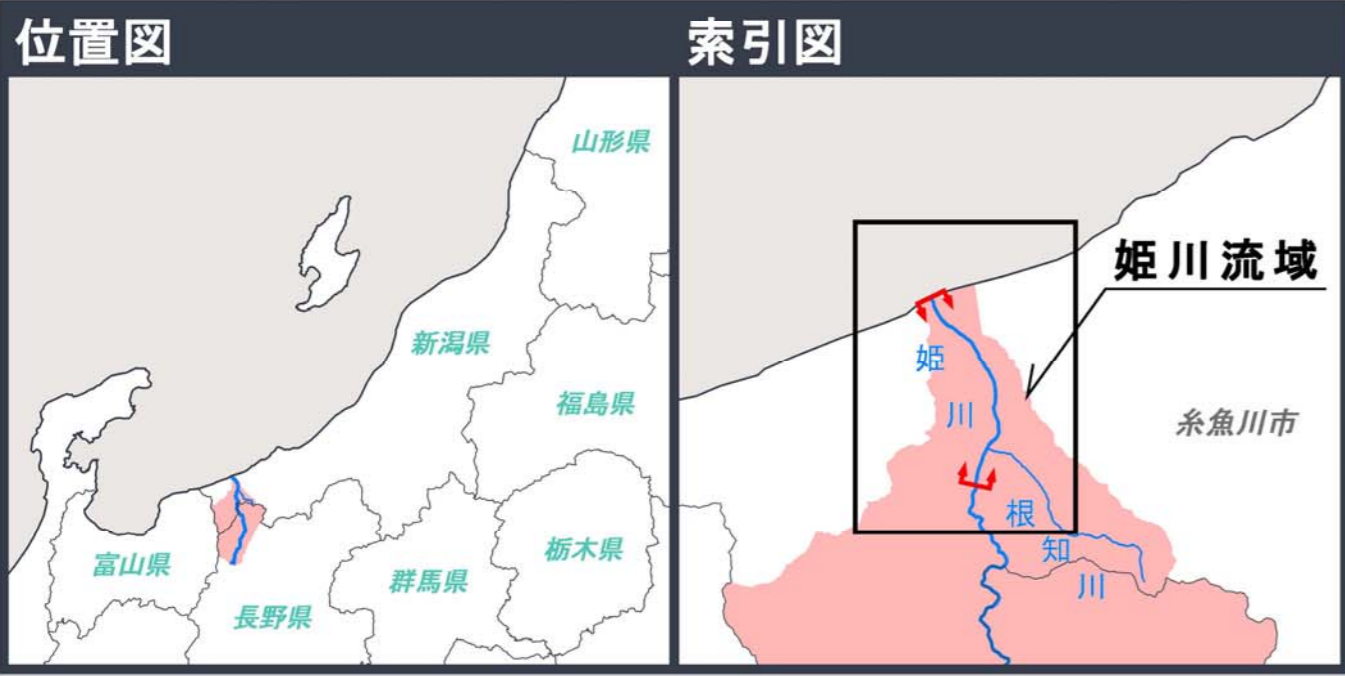 位置図
山形県
新潟県
福島県
富山県
栃木県
群馬県
長野県
索引図
姫川流域
姫川
糸魚川市
根知川